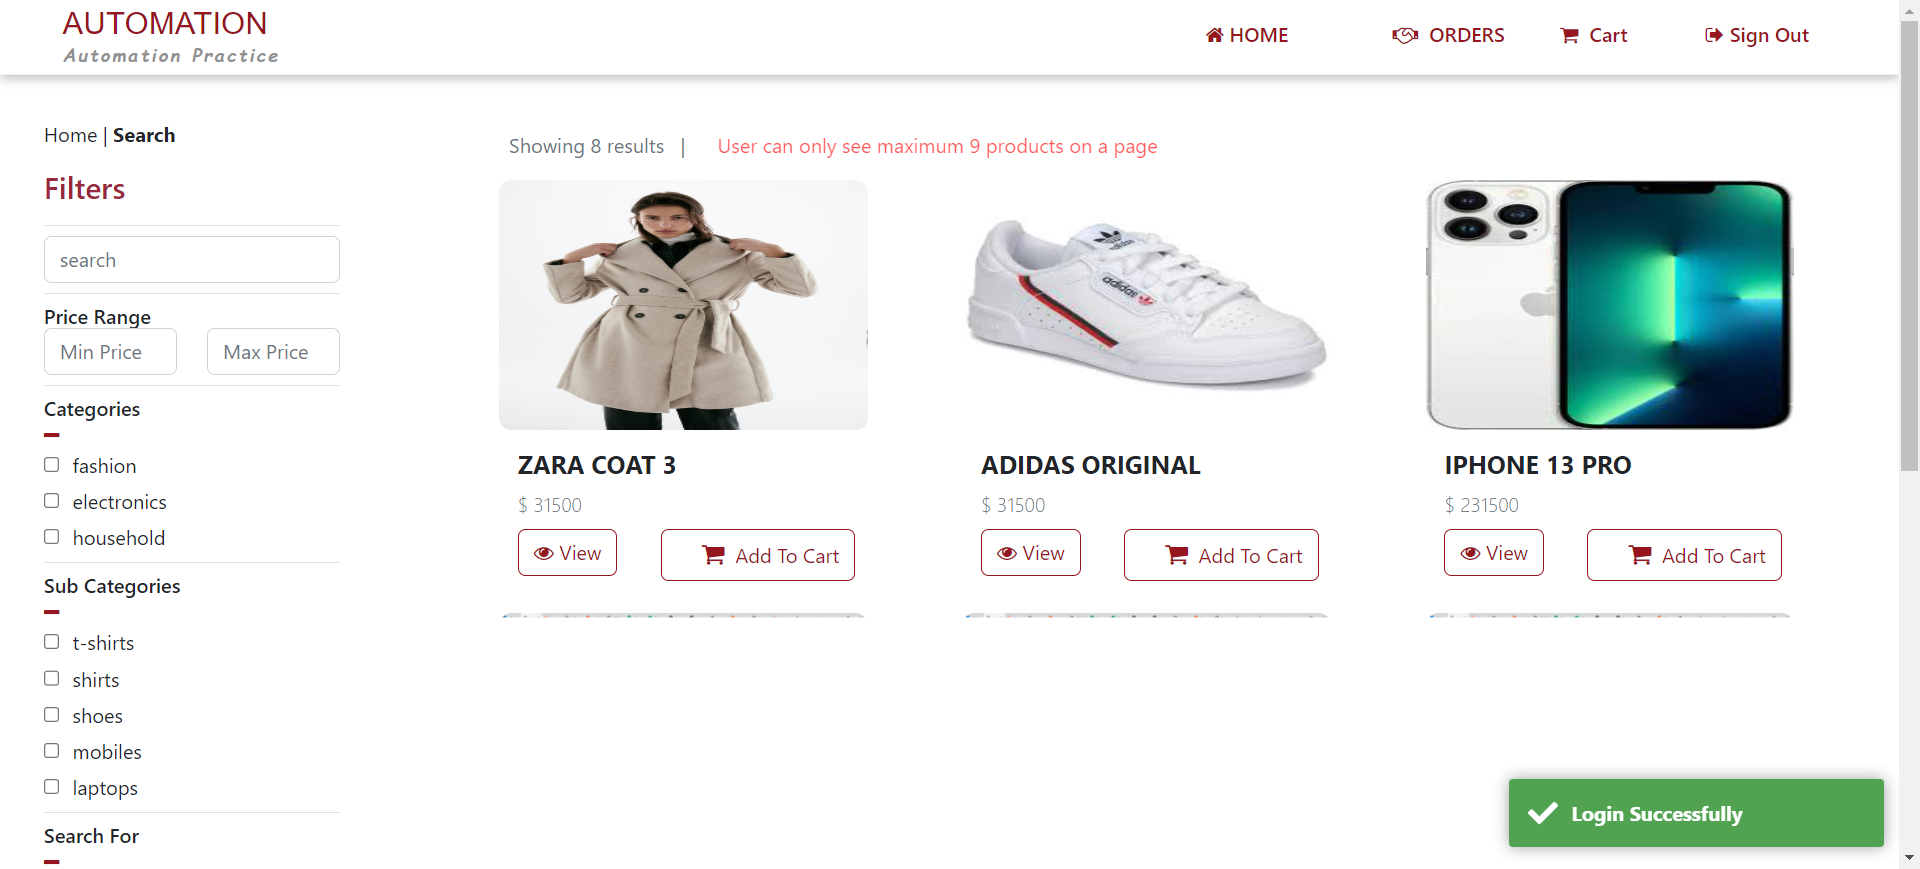 AUTOMATION
Automation Practice
HOME
ORDERS
Cart
Sign Out
Home | Search
Showing 8 results |
User can only see maximum 9 products on a page
Filters
search
Price Range
Min Price
Max Price
Categories
fashion
electronics
household
Sub Categories
t-shirts
shirts
shoes
mobiles
laptops
Search For
adidas
adidas
ZARA COAT 3
$ 31500
View
Add To Cart
ADIDAS ORIGINAL
$ 31500
View
Add To Cart
IPHONE 13 PRO
$ 231500
View
Add To Cart
Login Successfully